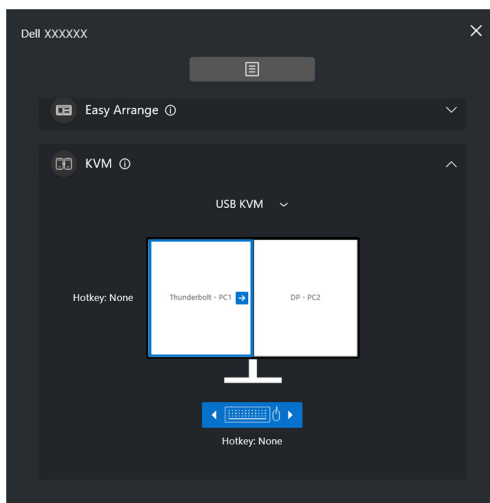 Dell XXXXXX
Easy Arrange
KVM
USB KVM
Hotkey: None
Thunderbolt - PC1
DP - PC2
Hotkey: None